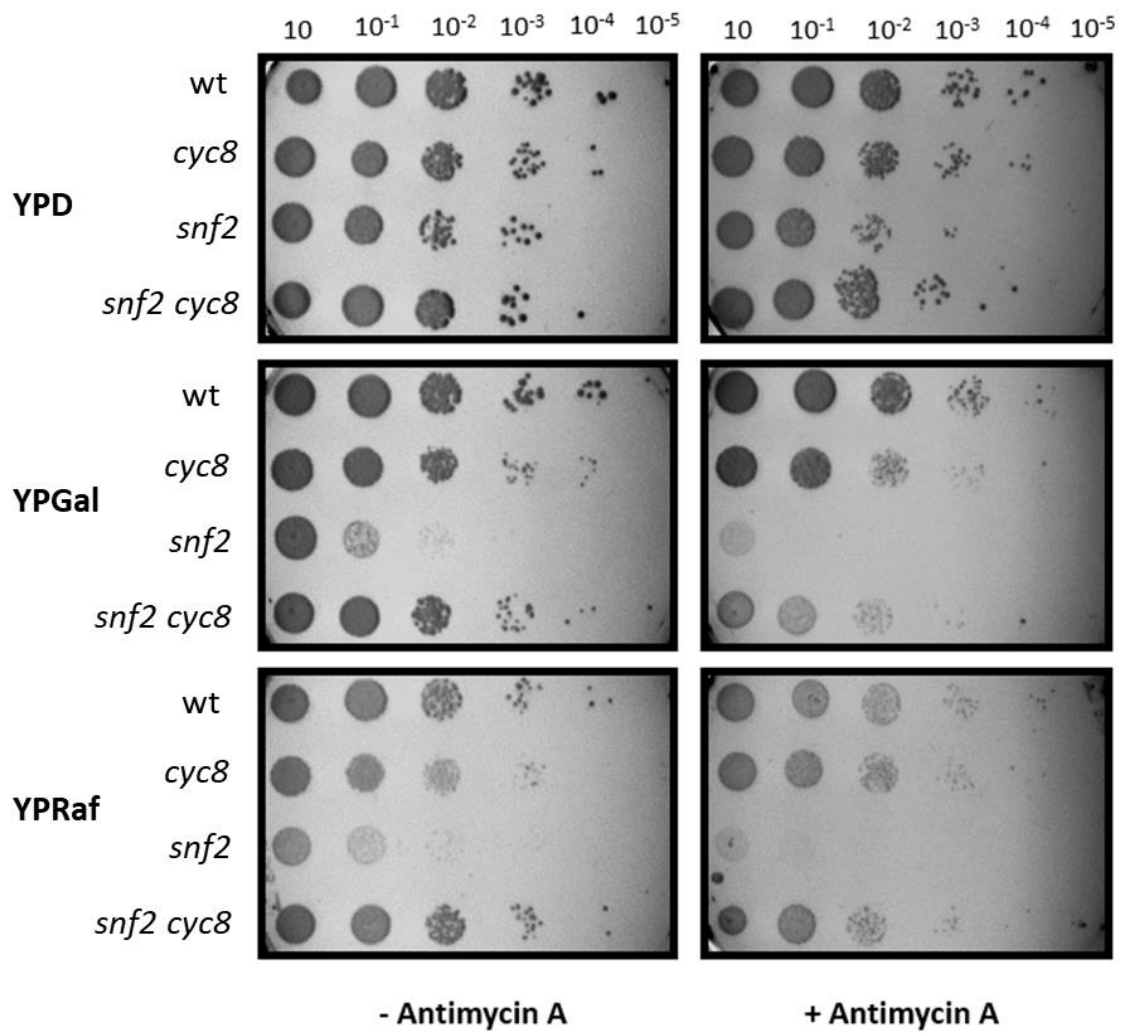 10 10⁻¹ 10⁻² 10⁻³ 10⁻⁴ 10⁻⁵ 10 10⁻¹ 10⁻² 10⁻³ 10⁻⁴ 10⁻⁵
YPD
wt
cyc8
snf2
snf2 cyc8
YPGal
wt
cyc8
snf2
snf2 cyc8
YPRaf
wt
cyc8
snf2
snf2 cyc8
- Antimycin A + Antimycin A